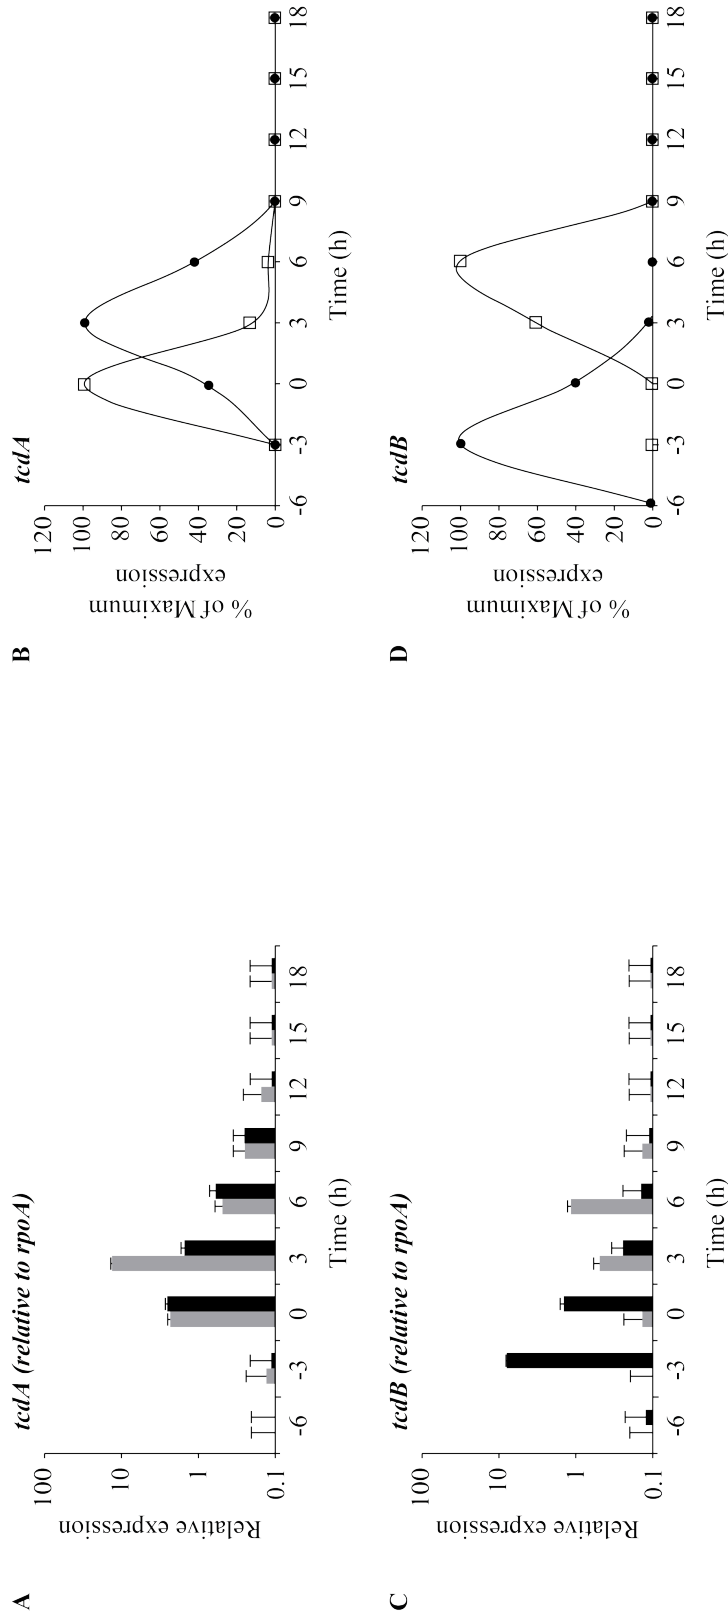 A
tcdA (relative to rpoA)
Relative expression
100
10
1
0.1
-6 -3 0 3 6 9 12 15 18
Time (h)
B
tcdA
% of Maximum
expression
120
100
80
60
40
20
0
-6 -3 0 3 6 9 12 15 18
Time (h)
C
tcdB (relative to rpoA)
Relative expression
100
10
1
0.1
-6 -3 0 3 6 9 12 15 18
Time (h)
D
tcdB
% of Maximum
expression
120
100
80
60
40
20
0
-6 -3 0 3 6 9 12 15 18
Time (h)